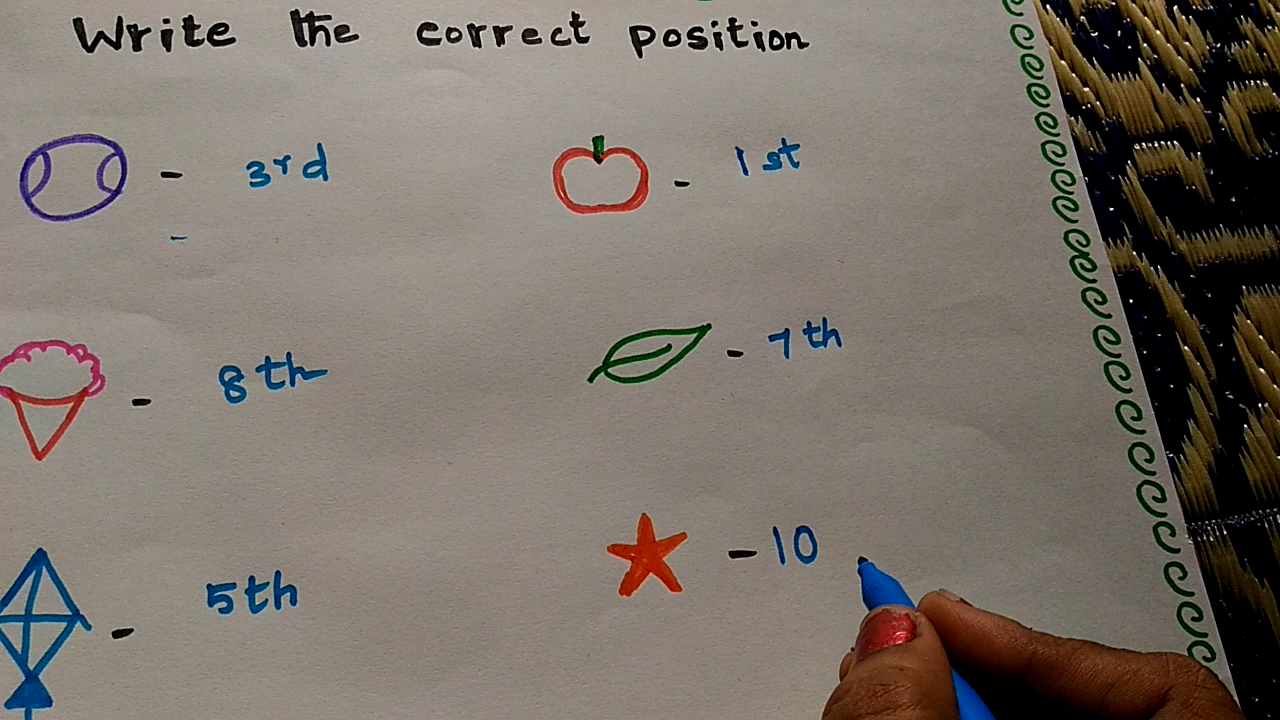 Write the correct position
- 3rd
- 1st
-
- 8th
- 7th
- 5th
- 10